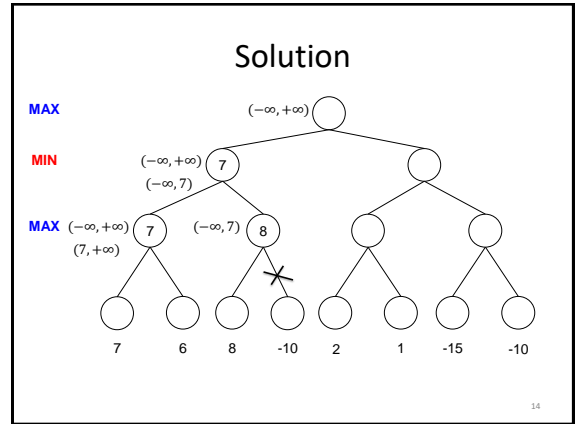 Solution
MAX (−∞, +∞)
MIN (−∞, +∞) 7
(−∞, 7)
MAX (−∞, +∞) 7 (−∞, 7) 8
(7, +∞)
7 6 8 -10 2 1 -15 -10
14